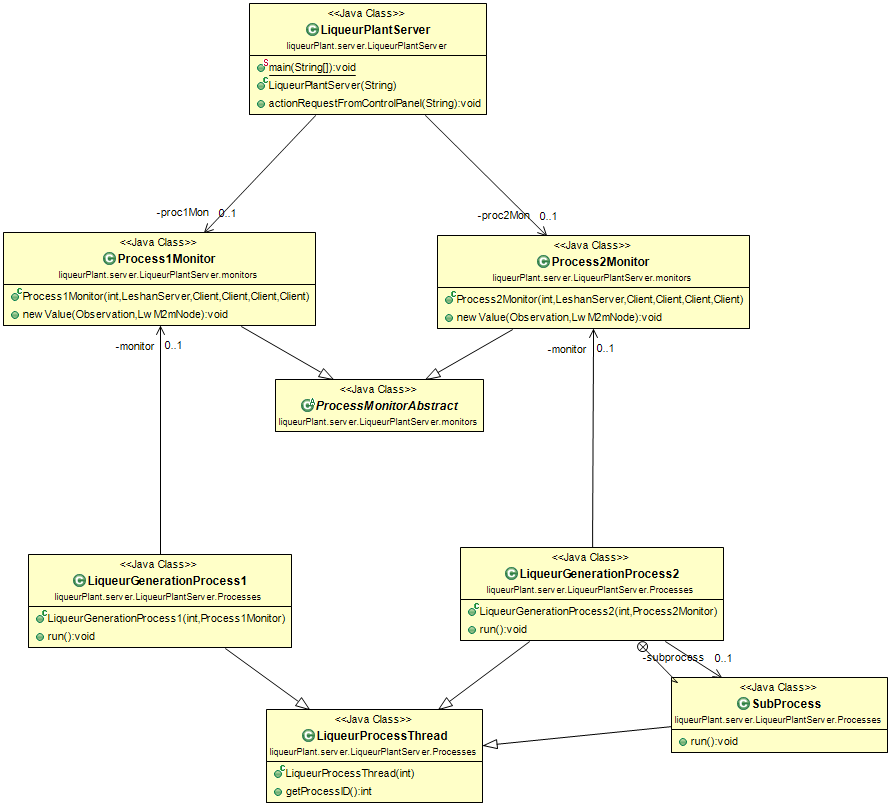 <<Java Class>>
LiqueurPlantServer
liqueurPlant.server.LiqueurPlantServer
main(String[]):void
LiqueurPlantServer(String)
actionRequestFromControlPanel(String):void
-proc1Mon 0..1
-proc2Mon 0..1
<<Java Class>>
Process1Monitor
liqueurPlant.server.LiqueurPlantServer.monitors
Process1Monitor(int,LeshanServer,Client,Client,Client,Client)
new Value(Observation,Lw M2mNode):void
<<Java Class>>
Process2Monitor
liqueurPlant.server.LiqueurPlantServer.monitors
Process2Monitor(int,LeshanServer,Client,Client,Client,Client)
new Value(Observation,Lw M2mNode):void
-monitor 0..1
-monitor 0..1
<<Java Class>>
ProcessMonitorAbstract
liqueurPlant.server.LiqueurPlantServer.monitors
<<Java Class>>
LiqueurGenerationProcess1
liqueurPlant.server.LiqueurPlantServer.Processes
LiqueurGenerationProcess1(int,Process1Monitor)
run():void
<<Java Class>>
LiqueurGenerationProcess2
liqueurPlant.server.LiqueurPlantServer.Processes
LiqueurGenerationProcess2(int,Process2Monitor)
run():void
-subprocess 0..1
<<Java Class>>
SubProcess
liqueurPlant.server.LiqueurPlantServer.Processes
run():void
<<Java Class>>
LiqueurProcessThread
liqueurPlant.server.LiqueurPlantServer.Processes
LiqueurProcessThread(int)
getProcessID():int